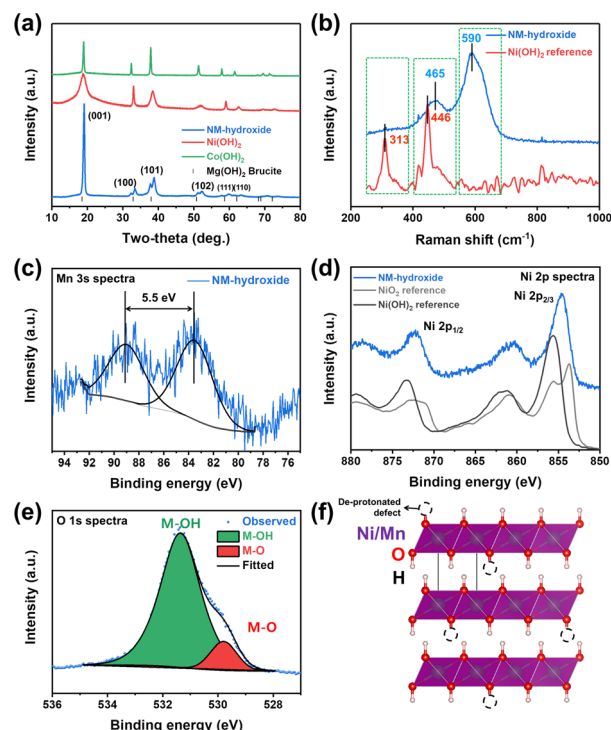 (a)
Intensity (a.u.)
(001)
(100)
(101)
(102)
(111)(110)
NM-hydroxide
Ni(OH)2
Co(OH)2
Mg(OH)2 Brucite
10 20 30 40 50 60 70 80
Two-theta (deg.)
(b)
Intensity (a.u.)
590
465
446
313
NM-hydroxide
Ni(OH)2 reference
200 400 600 800 1000
Raman shift (cm-1)
(c)
Mn 3s spectra
NM-hydroxide
5.5 eV
Intensity (a.u.)
94 92 90 88 86 84 82 80 78 76
Binding energy (eV)
(d)
NM-hydroxide
NiO2 reference
Ni(OH)2 reference
Ni 2p spectra
Ni 2p2/3
Ni 2p1/2
Intensity (a.u.)
880 875 870 865 860 855 850
Binding energy (eV)
(e)
O 1s spectra
M-OH
Observed
M-OH
M-O
Fitted
M-O
Intensity (a.u.)
536 534 532 530 528
Binding energy (eV)
(f)
De-protonated
defect
Ni/Mn
O
H